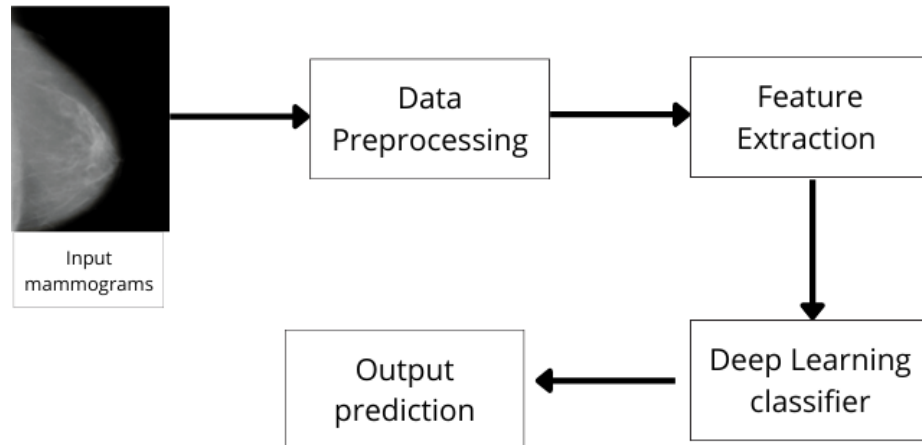 Input
mammograms
Data
Preprocessing
Feature
Extraction
Deep Learning
classifier
Output
prediction